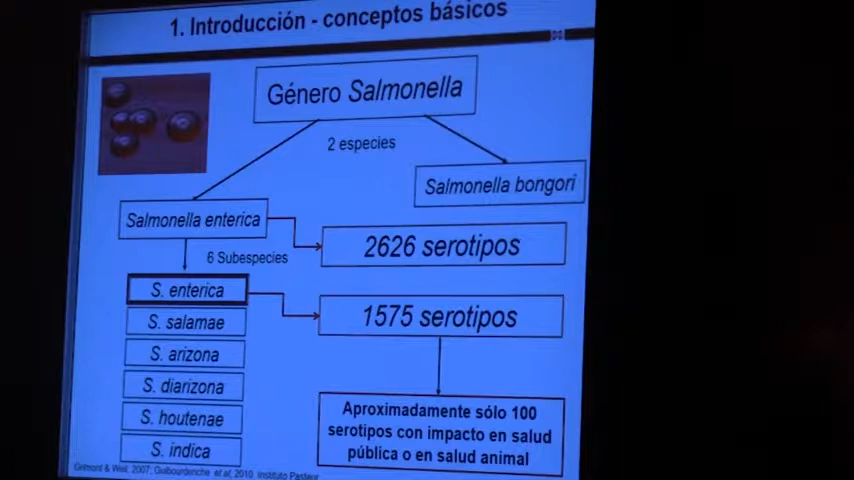 1. Introducción - conceptos básicos
Género Salmonella
2 especies
Salmonella bongori
Salmonella enterica
2626 serotipos
6 Subespecies
S. enterica
1575 serotipos
S. salamae
S. arizona
S. diarizona
S. houtenae
S. indica
Aproximadamente sólo 100
serotipos con impacto en salud
pública o en salud animal
Grimont & Weil, 2007; Guibourdenche et al, 2010 Instituto Pasteur